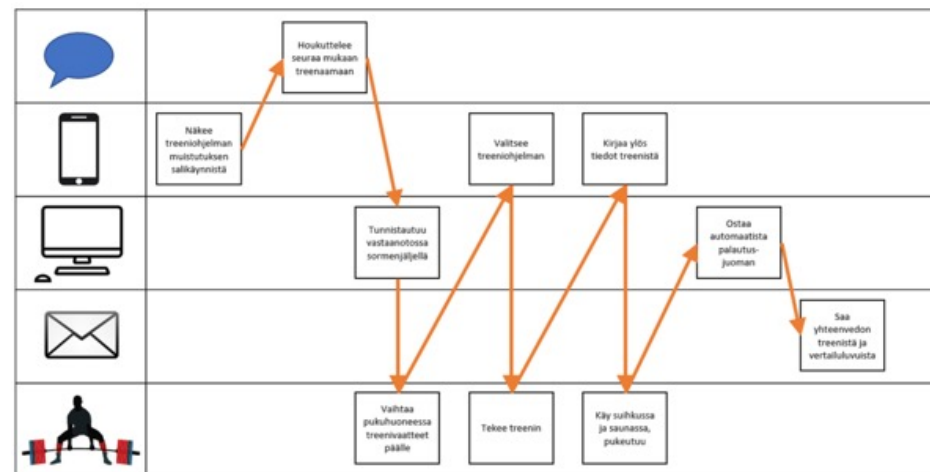 Houkuttelee
seuraa mukaan
treenaamaan
Näkee
treeniohjelman
muistutuksen
salikäynnistä
Valitsee
treeniohjelman
Kirjaa ylös
tiedot treenistä
Tunnistautuu
vastaanotossa
sormenjäljellä
Ostaa
automaatista
palautus-
juoman
Saa
yhteenvedon
treenistä ja
vertailuluvuista
Vaihtaa
pukuhuoneessa
treenivaatteet
päälle
Tekee treenin
Käy suihkussa
ja saunassa,
pukeutuu